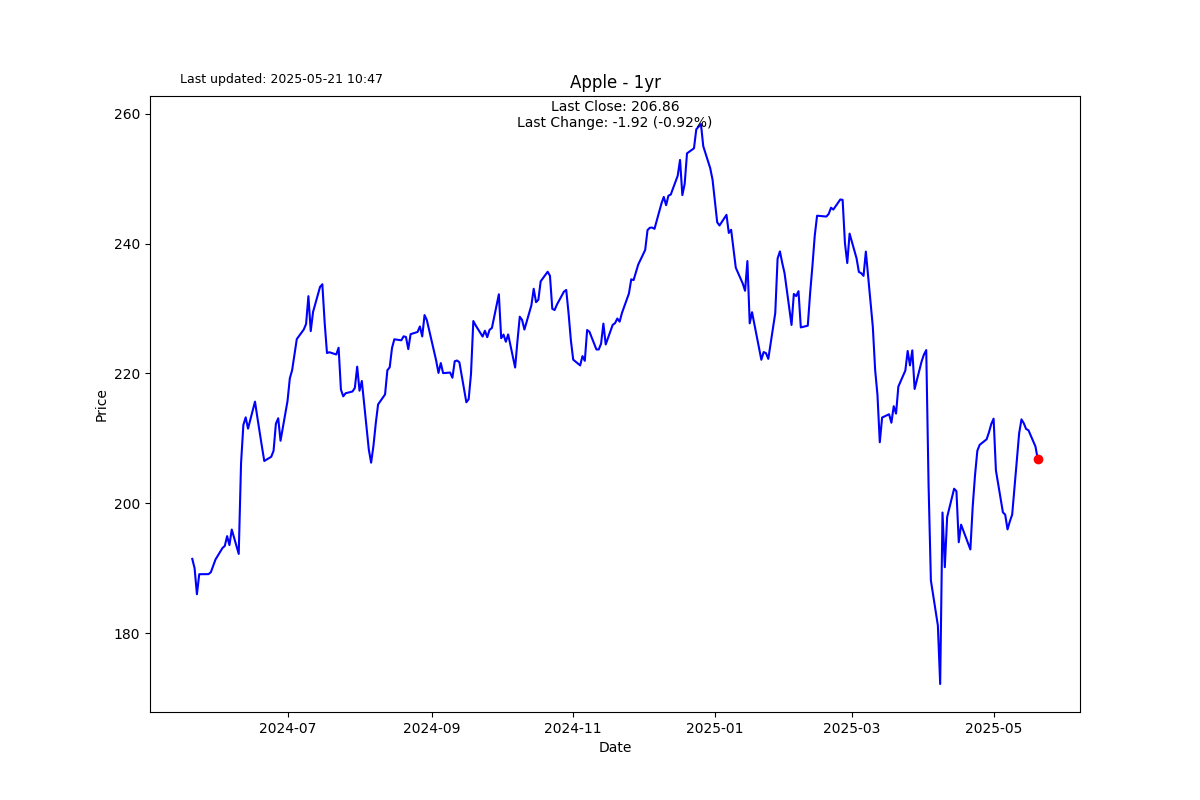 Last updated: 2025-05-21 10:47
Apple - 1yr
Last Close: 206.86
Last Change: -1.92 (-0.92%)
260
240
220
200
180
Price
2024-07
2024-09
2024-11
2025-01
2025-03
2025-05
Date